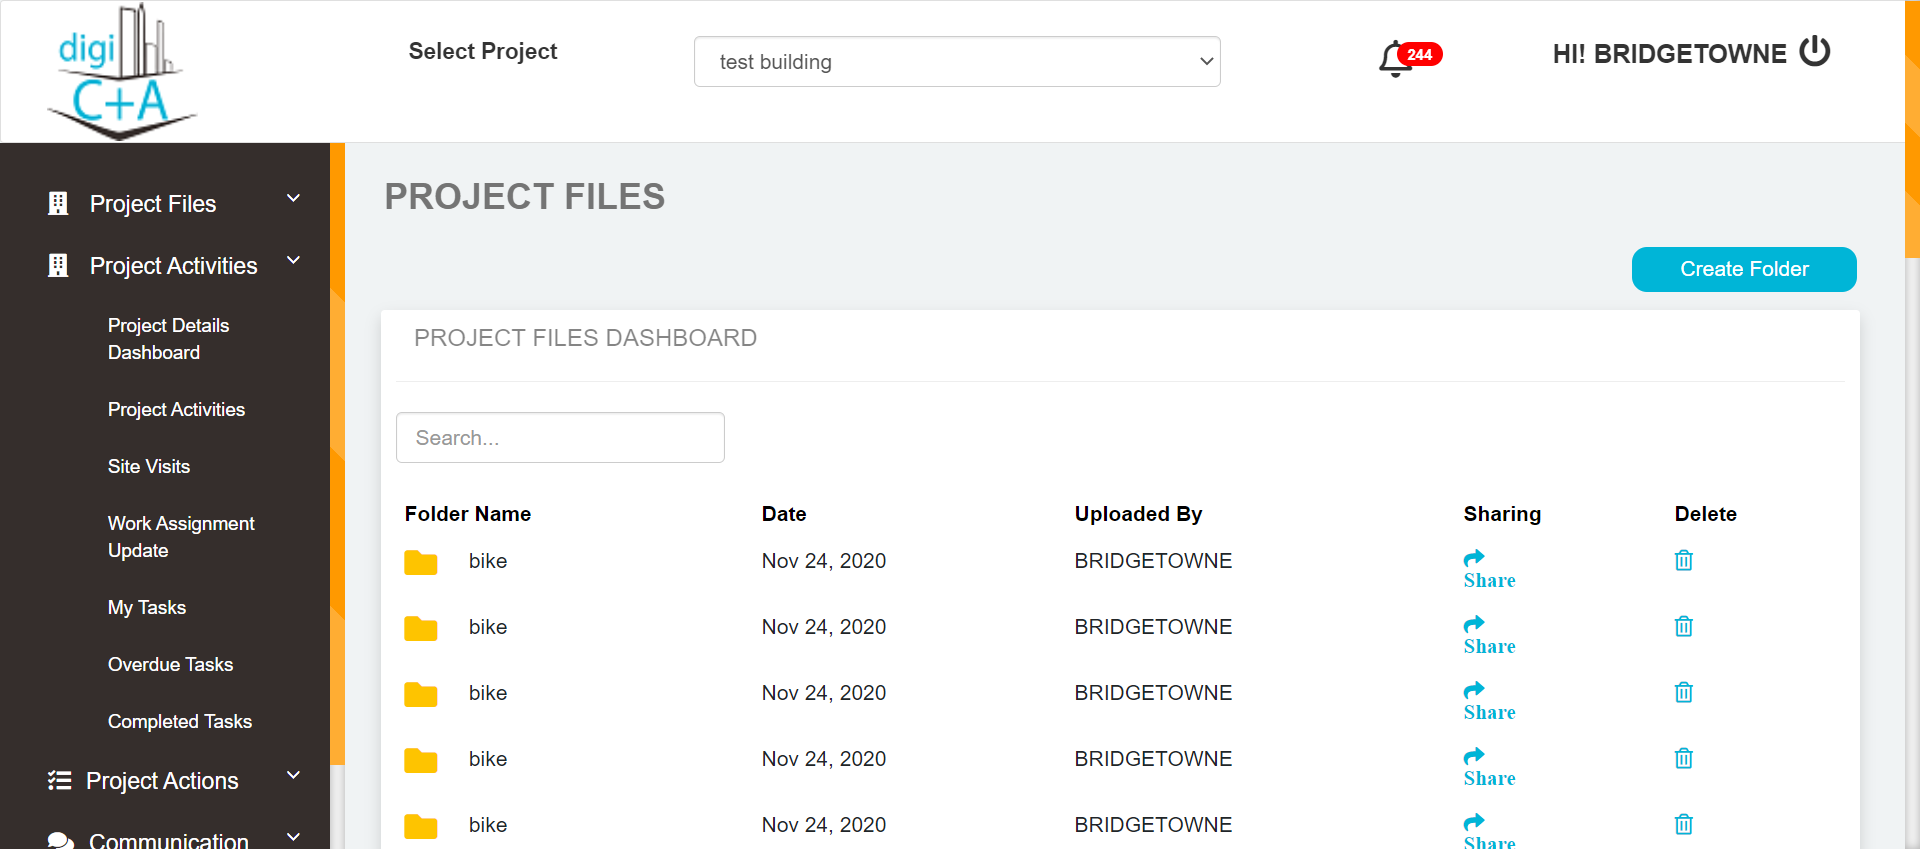 digi
C+A
Select Project
test building
244
HI! BRIDGETOWNE
Project Files
Project Activities
Project Details
Dashboard
Project Activities
Site Visits
Work Assignment
Update
My Tasks
Overdue Tasks
Completed Tasks
Project Actions
Communication
PROJECT FILES
Create Folder
PROJECT FILES DASHBOARD
Search...
Folder Name Date Uploaded By Sharing Delete
bike Nov 24, 2020 BRIDGETOWNE Share
bike Nov 24, 2020 BRIDGETOWNE Share
bike Nov 24, 2020 BRIDGETOWNE Share
bike Nov 24, 2020 BRIDGETOWNE Share
bike Nov 24, 2020 BRIDGETOWNE Share